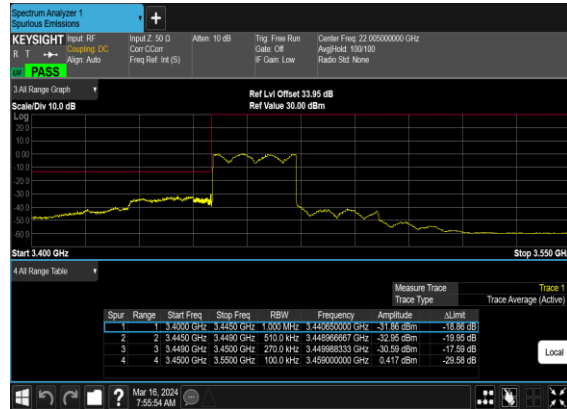 Spectrum Analyzer 1
Spurious Emissions
+
KEYSIGHT Input: RF Input Z: 50 Ω Atten: 10 dB Trig: Free Run Center Freq: 22.005000000 GHz
R T Coupling: DC Corr CCorr Gate: Off Avg|Hold: 100/100
Align: Auto Freq Ref: Int (S) IF Gain: Low Radio Std: None
PASS
3 All Range Graph
Ref Lvl Offset 33.95 dB
Scale/Div 10.0 dB Ref Value 30.00 dBm
Log
20.0
10.0
0.00
-10.0
-20.0
-30.0
-40.0
-50.0
-60.0
Start 3.400 GHz Stop 3.550 GHz
4 All Range Table
Measure Trace Trace 1
Trace Type Trace Average (Active)
Spur Range Start Freq Stop Freq RBW Frequency Amplitude ΔLimit
1 1 3.4000 GHz 3.4450 GHz 1.000 MHz 3.440650000 GHz -31.86 dBm -18.86 dB
2 2 3.4450 GHz 3.4490 GHz 510.0 kHz 3.448966667 GHz -32.95 dBm -19.95 dB
3 3 3.4490 GHz 3.4500 GHz 270.0 kHz 3.449988333 GHz -30.59 dBm -17.59 dB
4 4 3.4500 GHz 3.5500 GHz 100.0 kHz 3.459000000 GHz 0.417 dBm -29.58 dB
Local
?
Mar 16, 2024
7:55:54 AM